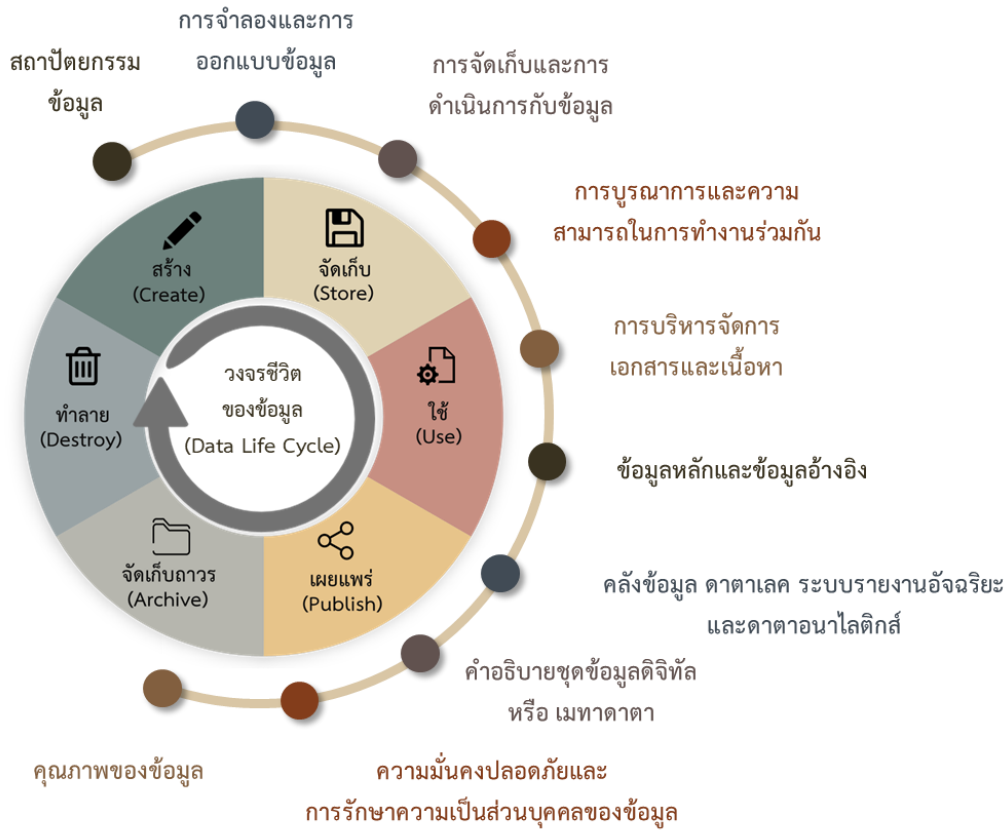 การจำลองและการ
ออกแบบข้อมูล
สถาปัตยกรรม
ข้อมูล
การจัดเก็บและการ
ดำเนินการกับข้อมูล
การบูรณาการและความ
สามารถในการทำงานร่วมกัน
การบริหารจัดการ
เอกสารและเนื้อหา
ข้อมูลหลักและข้อมูลอ้างอิง
คลังข้อมูล ดาตาเลค ระบบรายงานอัจฉริยะ
และดาตาอนาไลติกส์
คำอธิบายชุดข้อมูลดิจิทัล
หรือ เมทาดาตา
ความมั่นคงปลอดภัยและ
การรักษาความเป็นส่วนบุคคลของข้อมูล
คุณภาพของข้อมูล
สร้าง
(Create)
จัดเก็บ
(Store)
ใช้
(Use)
เผยแพร่
(Publish)
จัดเก็บถาวร
(Archive)
ทำลาย
(Destroy)
วงจรชีวิต
ของข้อมูล
(Data Life Cycle)